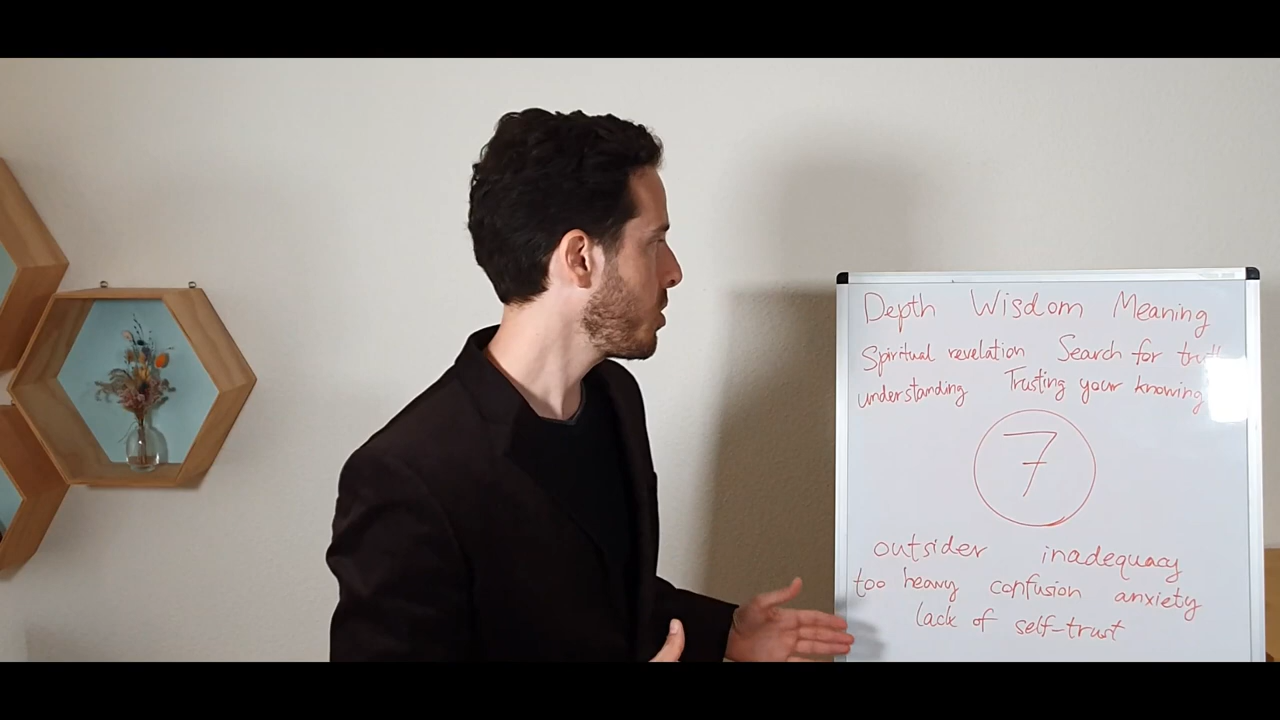 Depth Wisdom Meaning
Spiritual revelation Search for truth
understanding Trusting your knowing
7
outsider inadequacy
too heavy confusion anxiety
lack of self-trust